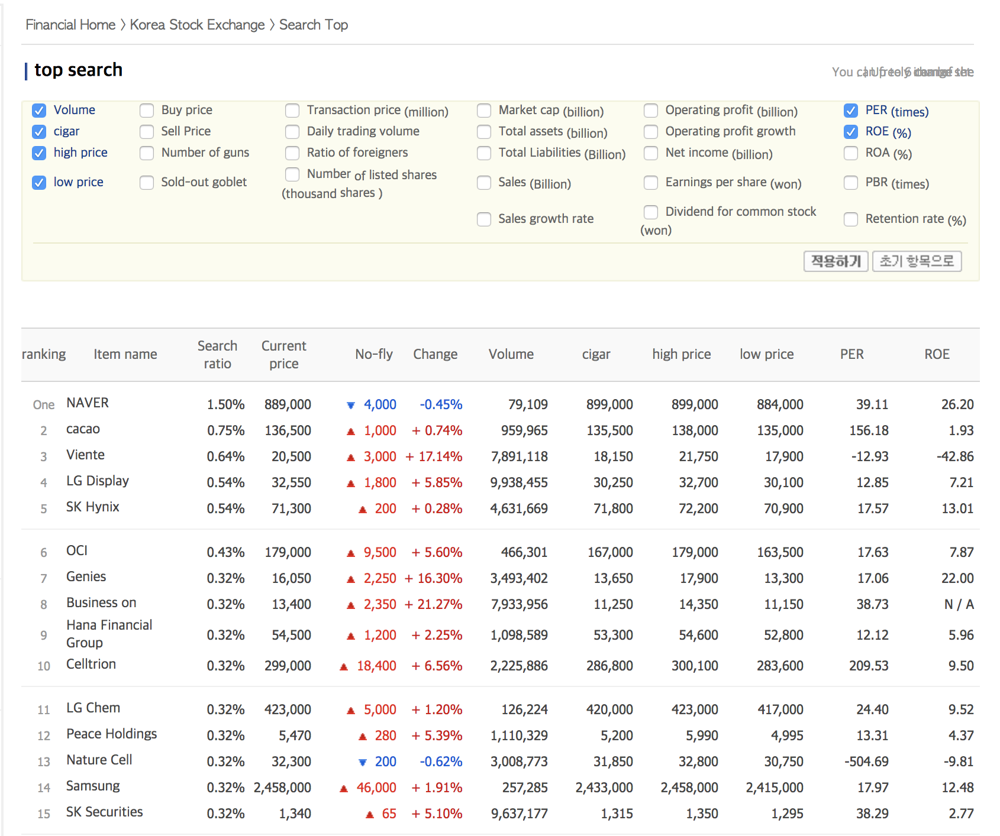 Financial Home 〉 Korea Stock Exchange 〉 Search Top
top search
You can freely change the
Volume Buy price Transaction price (million) Market cap (billion) Operating profit (billion) PER (times)
cigar Sell Price Daily trading volume Total assets (billion) Operating profit growth ROE (%)
high price Number of guns Ratio of foreigners Total Liabilities (Billion) Net income (billion) ROA (%)
low price Sold-out goblet Number of listed shares (thousand shares ) Sales (Billion) Earnings per share (won) PBR (times)
Sales growth rate Dividend for common stock (won) Retention rate (%)
적용하기 초기 항목으로
ranking Item name Search ratio Current price No-fly Change Volume cigar high price low price PER ROE
One NAVER 1.50% 889,000 ▼ 4,000 -0.45% 79,109 899,000 899,000 884,000 39.11 26.20
2 cacao 0.75% 136,500 ▲ 1,000 + 0.74% 959,965 135,500 138,000 135,000 156.18 1.93
3 Viente 0.64% 20,500 ▲ 3,000 + 17.14% 7,891,118 18,150 21,750 17,900 -12.93 -42.86
4 LG Display 0.54% 32,550 ▲ 1,800 + 5.85% 9,938,455 30,250 32,700 30,100 12.85 7.21
5 SK Hynix 0.54% 71,300 ▲ 200 + 0.28% 4,631,669 71,800 72,200 70,900 17.57 13.01
6 OCI 0.43% 179,000 ▲ 9,500 + 5.60% 466,301 167,000 179,000 163,500 17.63 7.87
7 Genies 0.32% 16,050 ▲ 2,250 + 16.30% 3,493,402 13,650 17,900 13,300 17.06 22.00
8 Business on 0.32% 13,400 ▲ 2,350 + 21.27% 7,933,956 11,250 14,350 11,150 38.73 N / A
9 Hana Financial Group 0.32% 54,500 ▲ 1,200 + 2.25% 1,098,589 53,300 54,600 52,800 12.12 5.96
10 Celltrion 0.32% 299,000 ▲ 18,400 + 6.56% 2,225,886 286,800 300,100 283,600 209.53 9.50
11 LG Chem 0.32% 423,000 ▲ 5,000 + 1.20% 126,224 420,000 423,000 417,000 24.40 9.52
12 Peace Holdings 0.32% 5,470 ▲ 280 + 5.39% 1,110,329 5,200 5,990 4,995 13.31 4.37
13 Nature Cell 0.32% 32,300 ▼ 200 -0.62% 3,008,773 31,850 32,800 30,750 -504.69 -9.81
14 Samsung 0.32% 2,458,000 ▲ 46,000 + 1.91% 257,285 2,433,000 2,458,000 2,415,000 17.97 12.48
15 SK Securities 0.32% 1,340 ▲ 65 + 5.10% 9,637,177 1,315 1,350 1,295 38.29 2.77